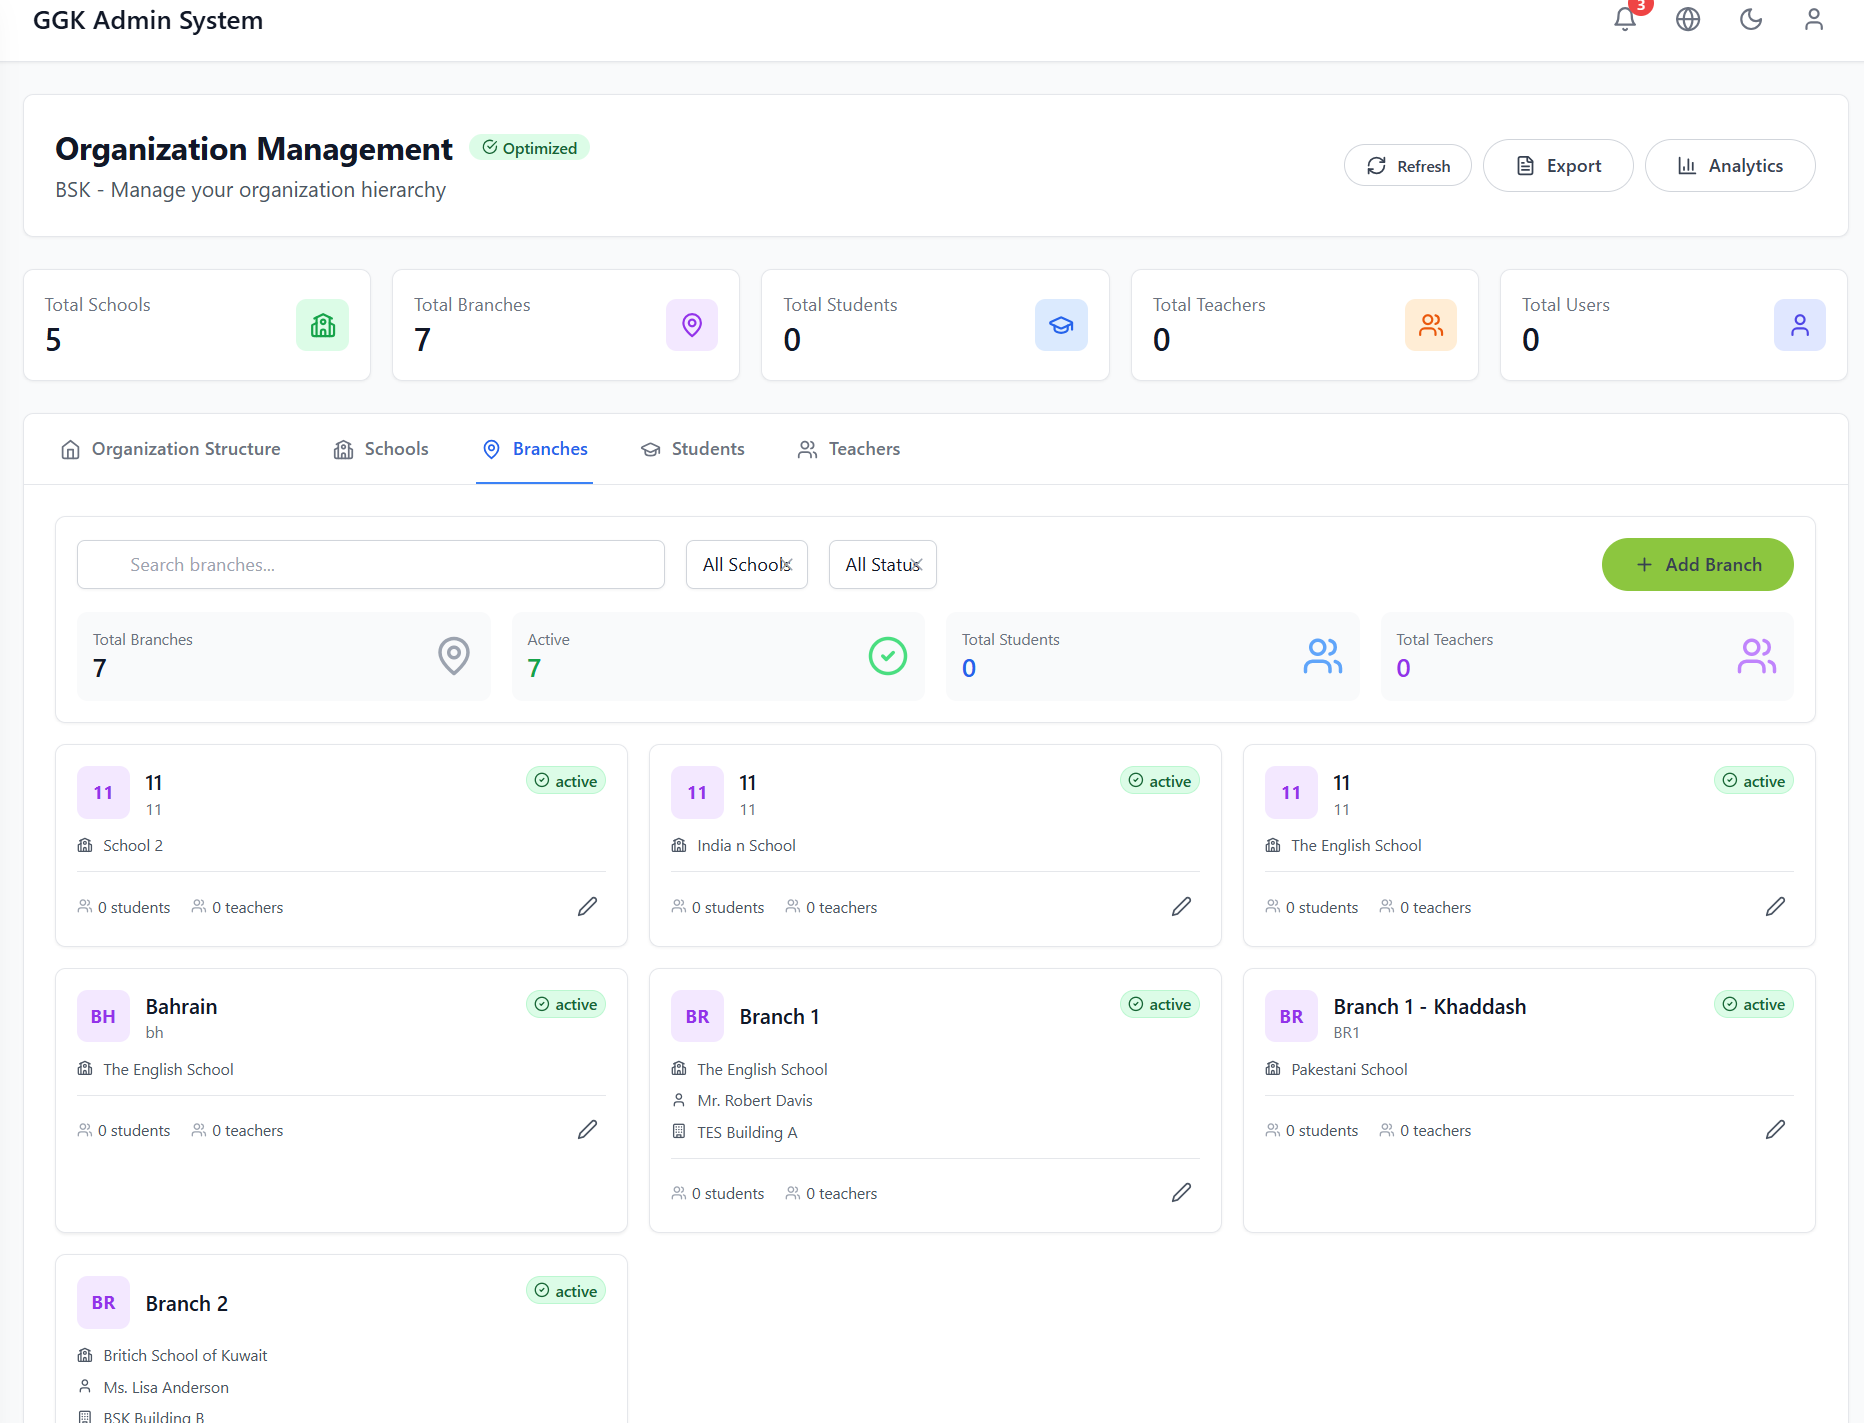 GGK Admin System
3
Organization Management
Optimized
BSK - Manage your organization hierarchy
Refresh
Export
Analytics
Total Schools
5
Total Branches
7
Total Students
0
Total Teachers
0
Total Users
0
Organization Structure
Schools
Branches
Students
Teachers
Search branches...
All Schools
All Status
Add Branch
Total Branches
7
Active
7
Total Students
0
Total Teachers
0
11
11
11
active
School 2
0 students
0 teachers
11
11
11
active
India n School
0 students
0 teachers
11
11
11
active
The English School
0 students
0 teachers
BH
Bahrain
bh
active
The English School
0 students
0 teachers
BR
Branch 1
active
The English School
Mr. Robert Davis
TES Building A
0 students
0 teachers
BR
Branch 1 - Khaddash
BR1
active
Pakestani School
0 students
0 teachers
BR
Branch 2
active
Britich School of Kuwait
Ms. Lisa Anderson
BSK Building B